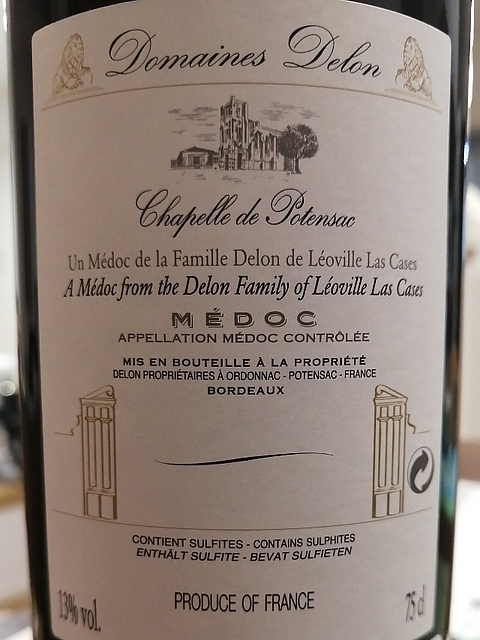 Domaines Delon
Chapelle de Potensac
Un Médoc de la Famille Delon de Léoville Las Cases
A Médoc from the Delon Family of Léoville Las Cases
MÉDOC
APPELLATION MÉDOC CONTRÔLÉE
MIS EN BOUTEILLE À LA PROPRIÉTÉ
DELON PROPRIÉTAIRES À ORDONNAC - POTENSAC - FRANCE
BORDEAUX
CONTIENT SULFITES - CONTAINS SULPHITES
ENTHÄLT SULFITE - BEVAT SULFIETEN
13% vol. PRODUCE OF FRANCE 75 cl